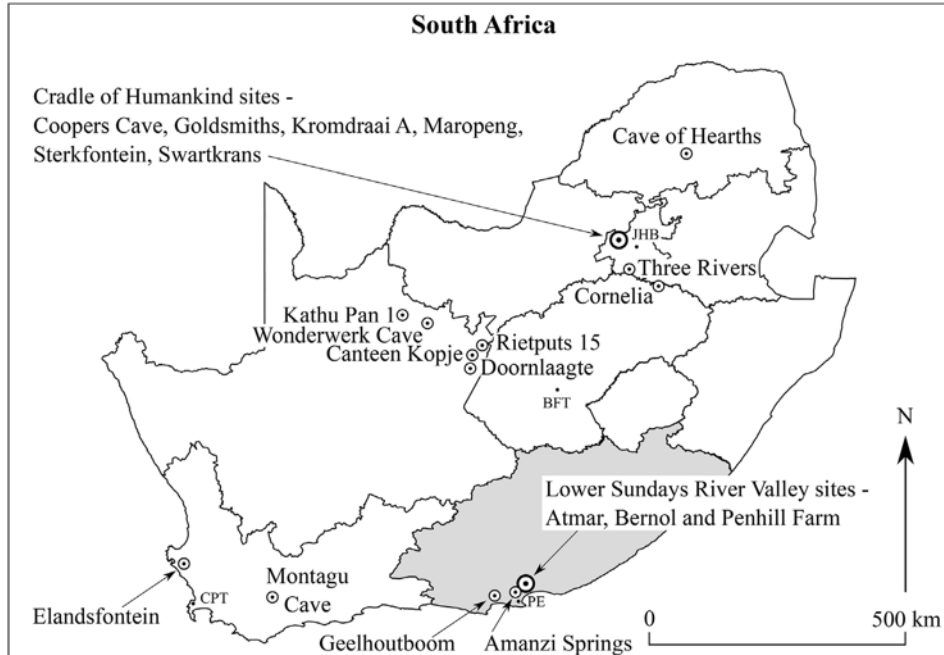 South Africa
Cradle of Humankind sites -
Coopers Cave, Goldsmiths, Kromdraai A, Maropeng,
Sterkfontein, Swartkrans
Cave of Hearths
JHB
Three Rivers
Cornelia
Kathu Pan 1
Wonderwerk Cave
Canteen Kopje
Rietputs 15
Doornlaagte
BFT
N
Lower Sundays River Valley sites -
Atmar, Bernol and Penhill Farm
Montagu
Cave
CPT
PE
Elandsfontein
Geelhoutboom
Amanzi Springs
0
500 km